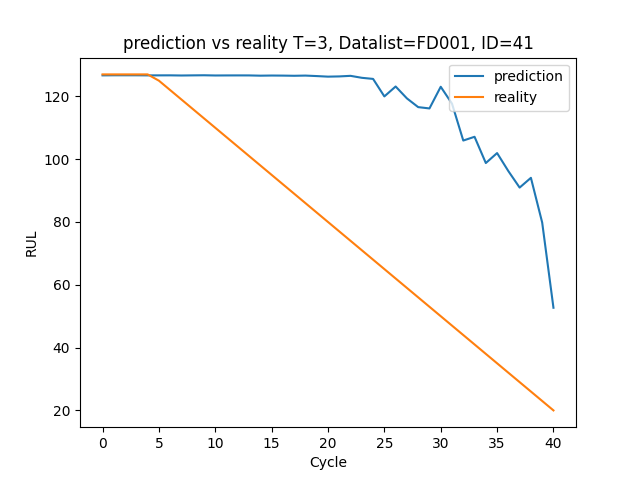 prediction vs reality T=3, Datalist=FD001, ID=41
prediction
reality
RUL
120
100
80
60
40
20
0 5 10 15 20 25 30 35 40
Cycle